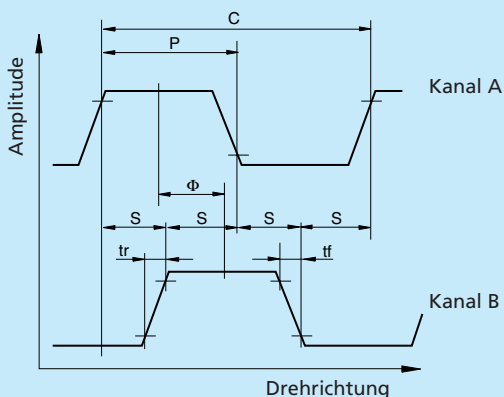 C
P
Kanal A
Amplitude
Φ
S S S S
tr tf
Kanal B
Drehrichtung